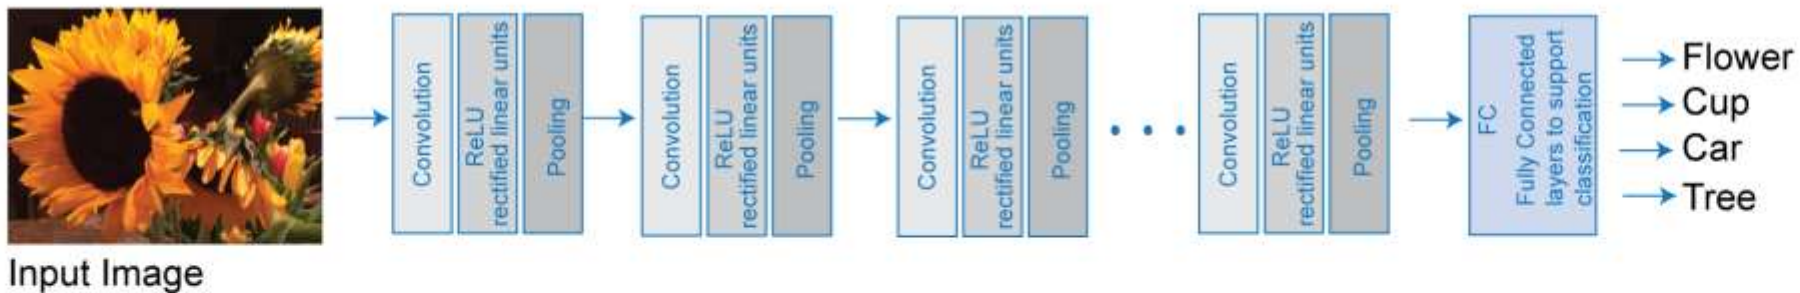 Input Image
Convolution
ReLU
rectified linear units
Pooling
Convolution
ReLU
rectified linear units
Pooling
Convolution
ReLU
rectified linear units
Pooling
Convolution
ReLU
rectified linear units
Pooling
FC
Fully Connected
layers to support
classification
Flower
Cup
Car
Tree